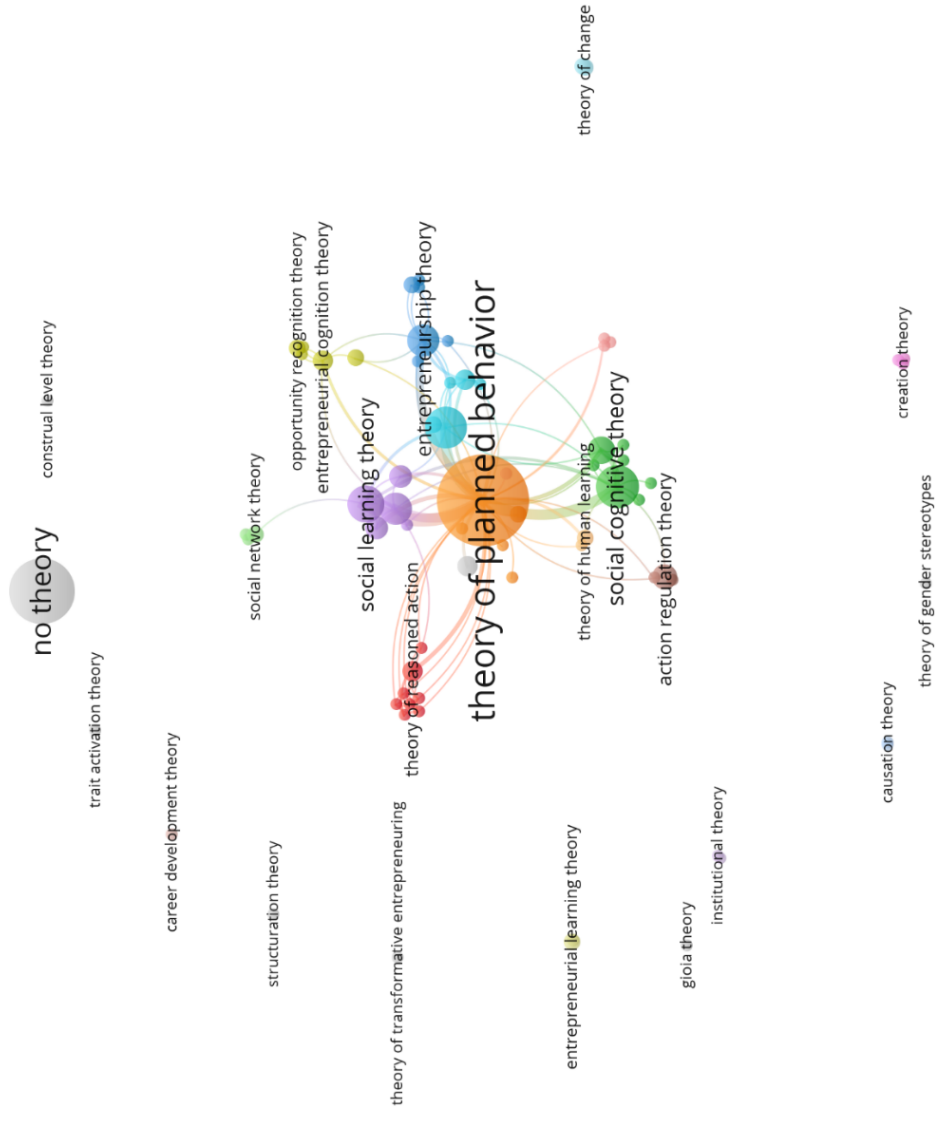 no theory
construal level theory
trait activation theory
career development theory
social network theory
structuration theory
opportunity recognition theory
entrepreneurial cognition theory
social learning theory
theory of transformative entrepreneuring
theory of reasoned action
entrepreneurship theory
theory of planned behavior
entrepreneurial learning theory
theory of change
theory of human learning
social cognitive theory
action regulation theory
gioia theory
institutional theory
causation theory
creation theory
theory of gender stereotypes